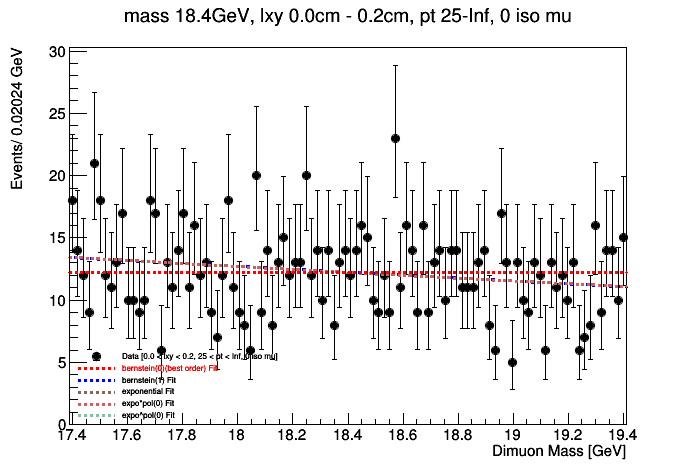 mass 18.4GeV, lxy 0.0cm - 0.2cm, pt 25-Inf, 0 iso mu
Events/ 0.02024 GeV
30
25
20
15
10
5
0
Data [0.0 < lxy < 0.2, 25 < pt < Inf, 0 iso mu]
bernstein(0)(best order) Fit
bernstein(1) Fit
exponential Fit
expo*pol(0) Fit
expo^pol(0) Fit
17.4 17.6 17.8 18 18.2 18.4 18.6 18.8 19 19.2 19.4
Dimuon Mass [GeV]